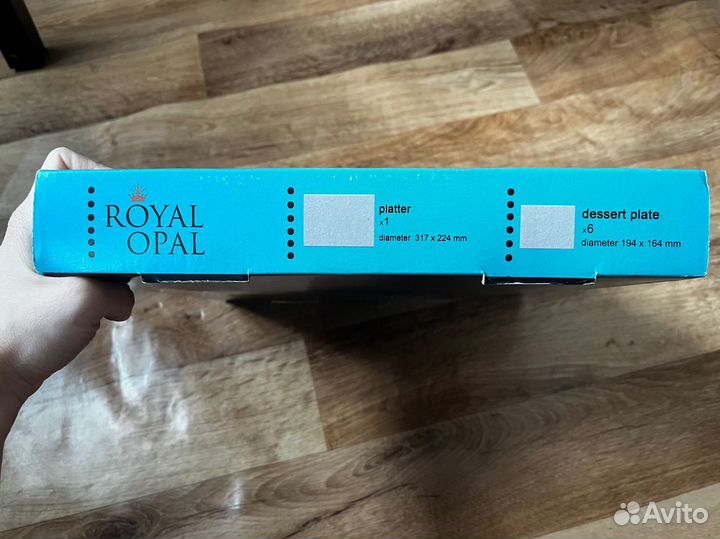 ROYAL
OPAL
platter
x1
diameter 317 x 224 mm
dessert plate
x6
diameter 194 x 164 mm
Avito